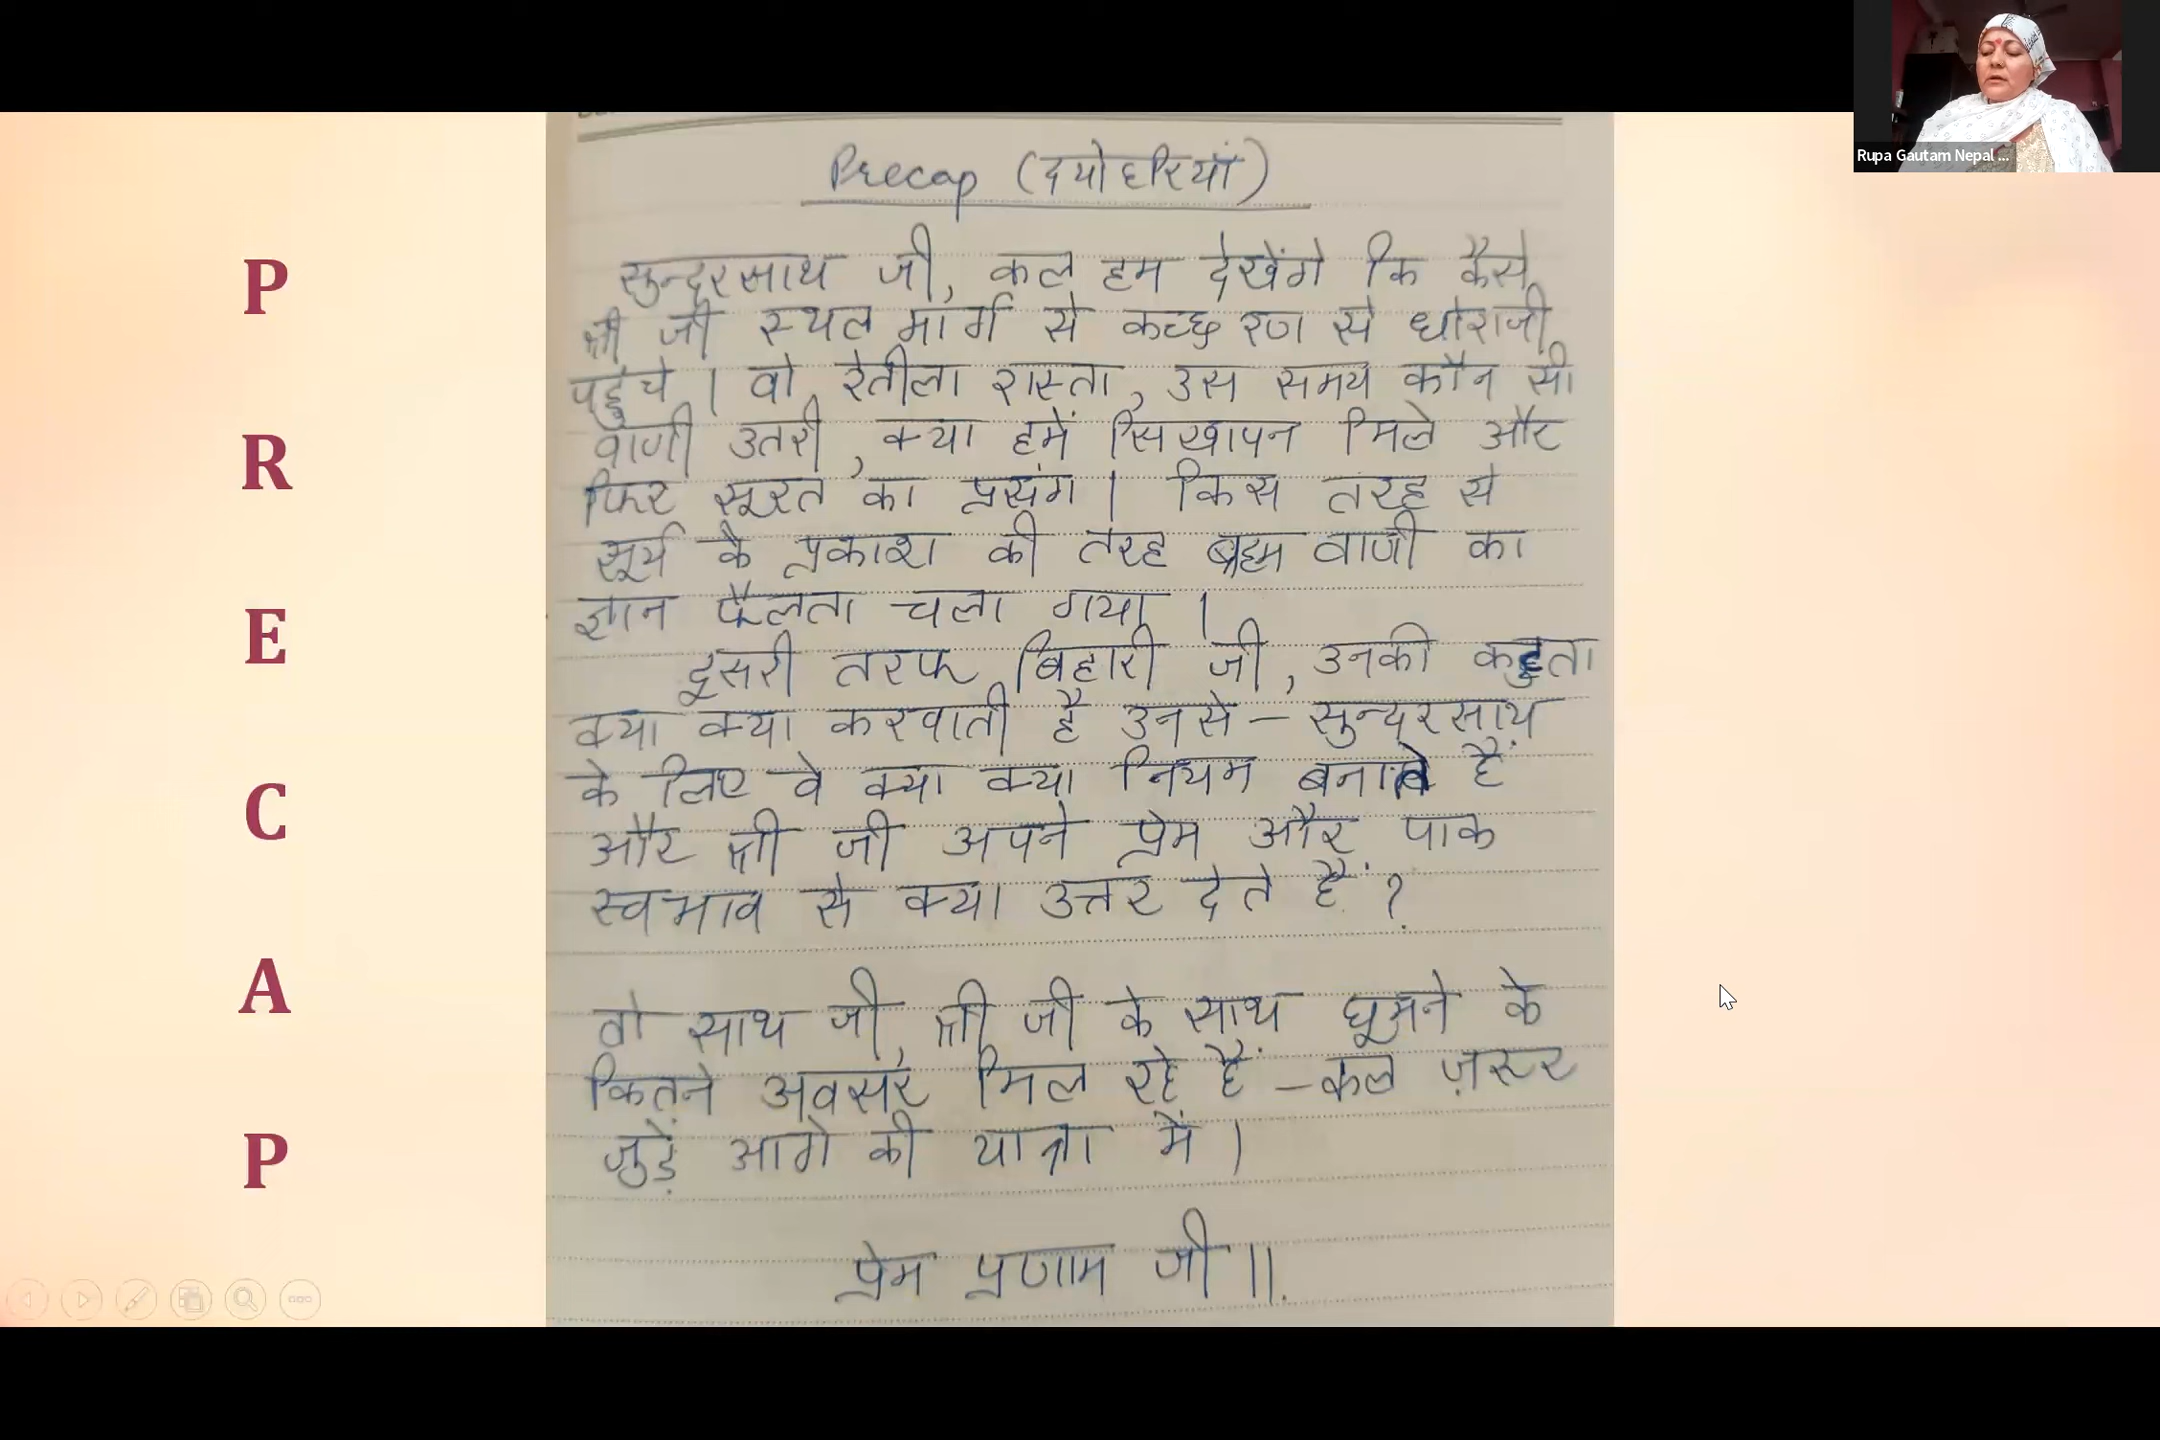 Rupa Gautam Nepal ...
P
R
E
C
A
P
Precap (दयोहरियाँ)
सुन्दरसाथ जी, कल हम देखेंगे कि कैसे
श्री जी स्थल मार्ग से कच्छ रण से धोराजी
पहुंचे । वो रेतीला रास्ता, उस समय कौन सी
वाणी उतरी, क्या हमें सिखापन मिले और
फिर सूरत का प्रसंग । किस तरह से
सूर्य के प्रकाश की तरह ब्रह्म वाणी का
ज्ञान फैलता चला गया ।
दूसरी तरफ बिहारी जी, उनकी कटुता
क्या क्या करवाती है उनसे – सुन्दरसाथ
के लिए वे क्या क्या नियम बनाते हैं
और श्री जी अपने प्रेम और पाक
स्वभाव से क्या उत्तर देते हैं ?
तो साथ जी, श्री जी के साथ घूमने के
कितने अवसर मिल रहे हैं – कल ज़रूर
जुड़ें आगे की यात्रा में ।
प्रेम प्रणाम जी ॥